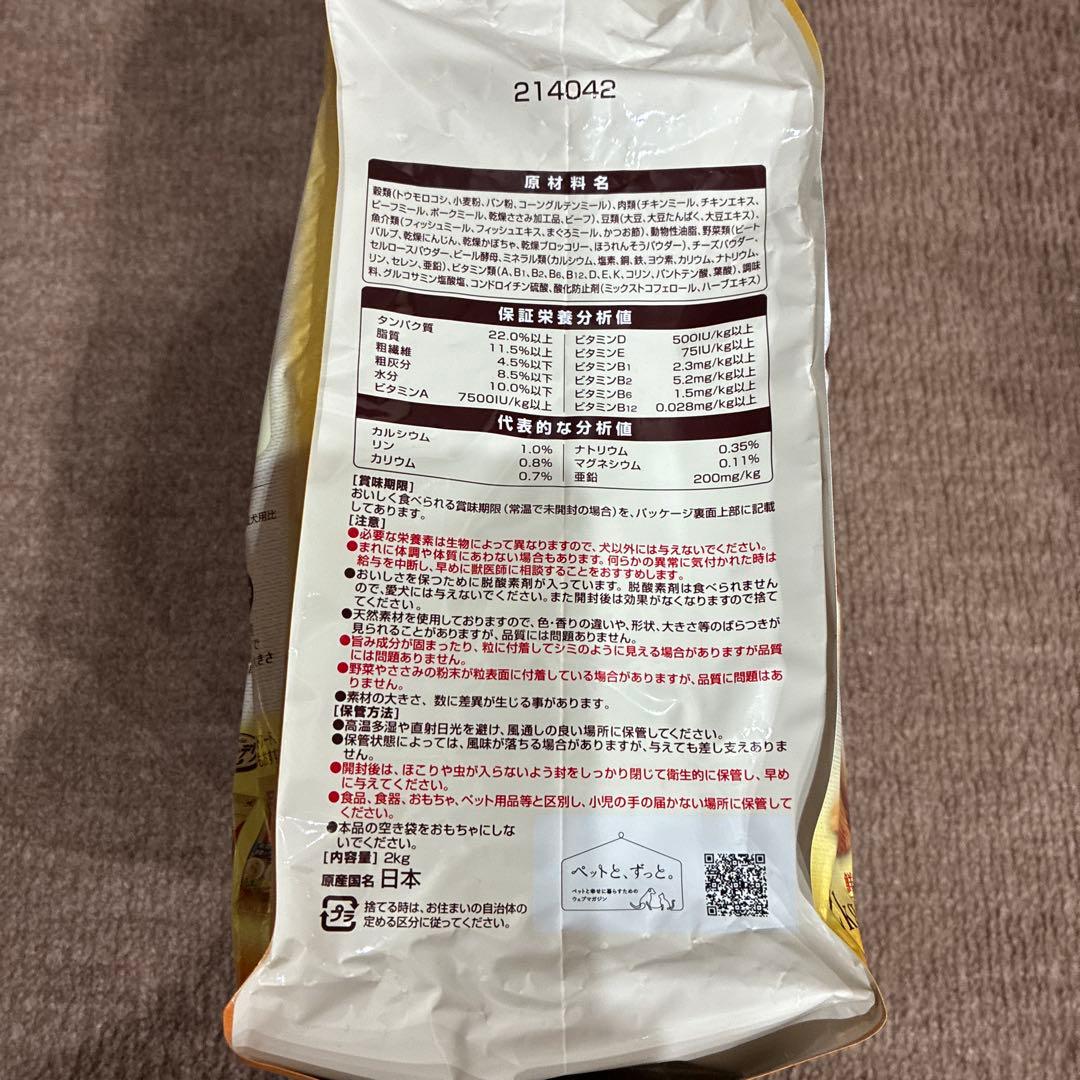 214042
原材料名
穀類(トウモロコシ、小麦粉、パン粉、コーングルテンミール)、肉類(チキンミール、チキンエキス、
ビーフミール、ポークミール、乾燥ささみ加工品、ビーフ)、豆類(大豆、大豆たんぱく、大豆エキス)、
魚介類(フィッシュミール、フィッシュエキス、まぐろミール、かつお節)、動物性油脂、野菜類(ビート
パルプ、乾燥にんじん、乾燥かぼちゃ、乾燥ブロッコリー、ほうれんそうパウダー)、チーズパウダー、
セルロースパウダー、ビール酵母、ミネラル類(カルシウム、塩素、銅、鉄、ヨウ素、カリウム、ナトリウム、
リン、セレン、亜鉛)、ビタミン類(A、B1、B2、B6、B12、D、E、K、コリン、パントテン酸、葉酸)、調味
料、グルコサミン塩酸塩、コンドロイチン硫酸、酸化防止剤(ミックストコフェロール、ハーブエキス)
保証栄養分析値
タンパク質 22.0%以上
脂質 11.5%以上
粗繊維 4.5%以下
粗灰分 8.5%以下
水分 10.0%以下
ビタミンA 7500IU/kg以上
ビタミンD 500IU/kg以上
ビタミンE 75IU/kg以上
ビタミンB1 2.3mg/kg以上
ビタミンB2 5.2mg/kg以上
ビタミンB6 1.5mg/kg以上
ビタミンB12 0.028mg/kg以上
代表的な分析値
カルシウム 1.0%
リン 0.8%
カリウム 0.7%
ナトリウム 0.35%
マグネシウム 0.11%
亜鉛 200mg/kg
[賞味期限]
おいしく食べられる賞味期限(常温で未開封の場合)を、パッケージ裏面上部に記載
してあります。
[注意]
●必要な栄養素は生物によって異なりますので、犬以外には与えないでください。
●まれに体調や体質にあわない場合もあります。何らかの異常に気付かれた時は
給与を中断し、早めに獣医師に相談することをおすすめします。
●おいしさを保つために脱酸素剤が入っています。脱酸素剤は食べられません
ので、愛犬には与えないでください。また開封後は効果がなくなりますので捨て
てください。
●天然素材を使用しておりますので、色・香りの違いや、形状、大きさ等のばらつきが
見られることがありますが、品質には問題ありません。
●旨み成分が固まったり、粒に付着してシミのように見える場合がありますが品質
には問題ありません。
●野菜やささみの粉末が粒表面に付着している場合がありますが、品質に問題はあ
りません。
●素材の大きさ、数に差異が生じる事があります。
[保管方法]
●高温多湿や直射日光を避け、風通しの良い場所に保管してください。
●保管状態によっては、風味が落ちる場合がありますが、与えても差し支えありま
せん。
●開封後は、ほこりや虫が入らないよう封をしっかり閉じて衛生的に保管し、早め
に与えてください。
●食品、食器、おもちゃ、ペット用品等と区別し、小児の手の届かない場所に保管して
ください。
●本品の空き袋をおもちゃにしな
いでください。
[内容量] 2kg
原産国名 日本
プラ
捨てる時は、お住まいの自治体の
定める区分に従ってください。
ペットと、ずっと。
ペットと幸せに暮らすための
ウェブマガジン
犬用比